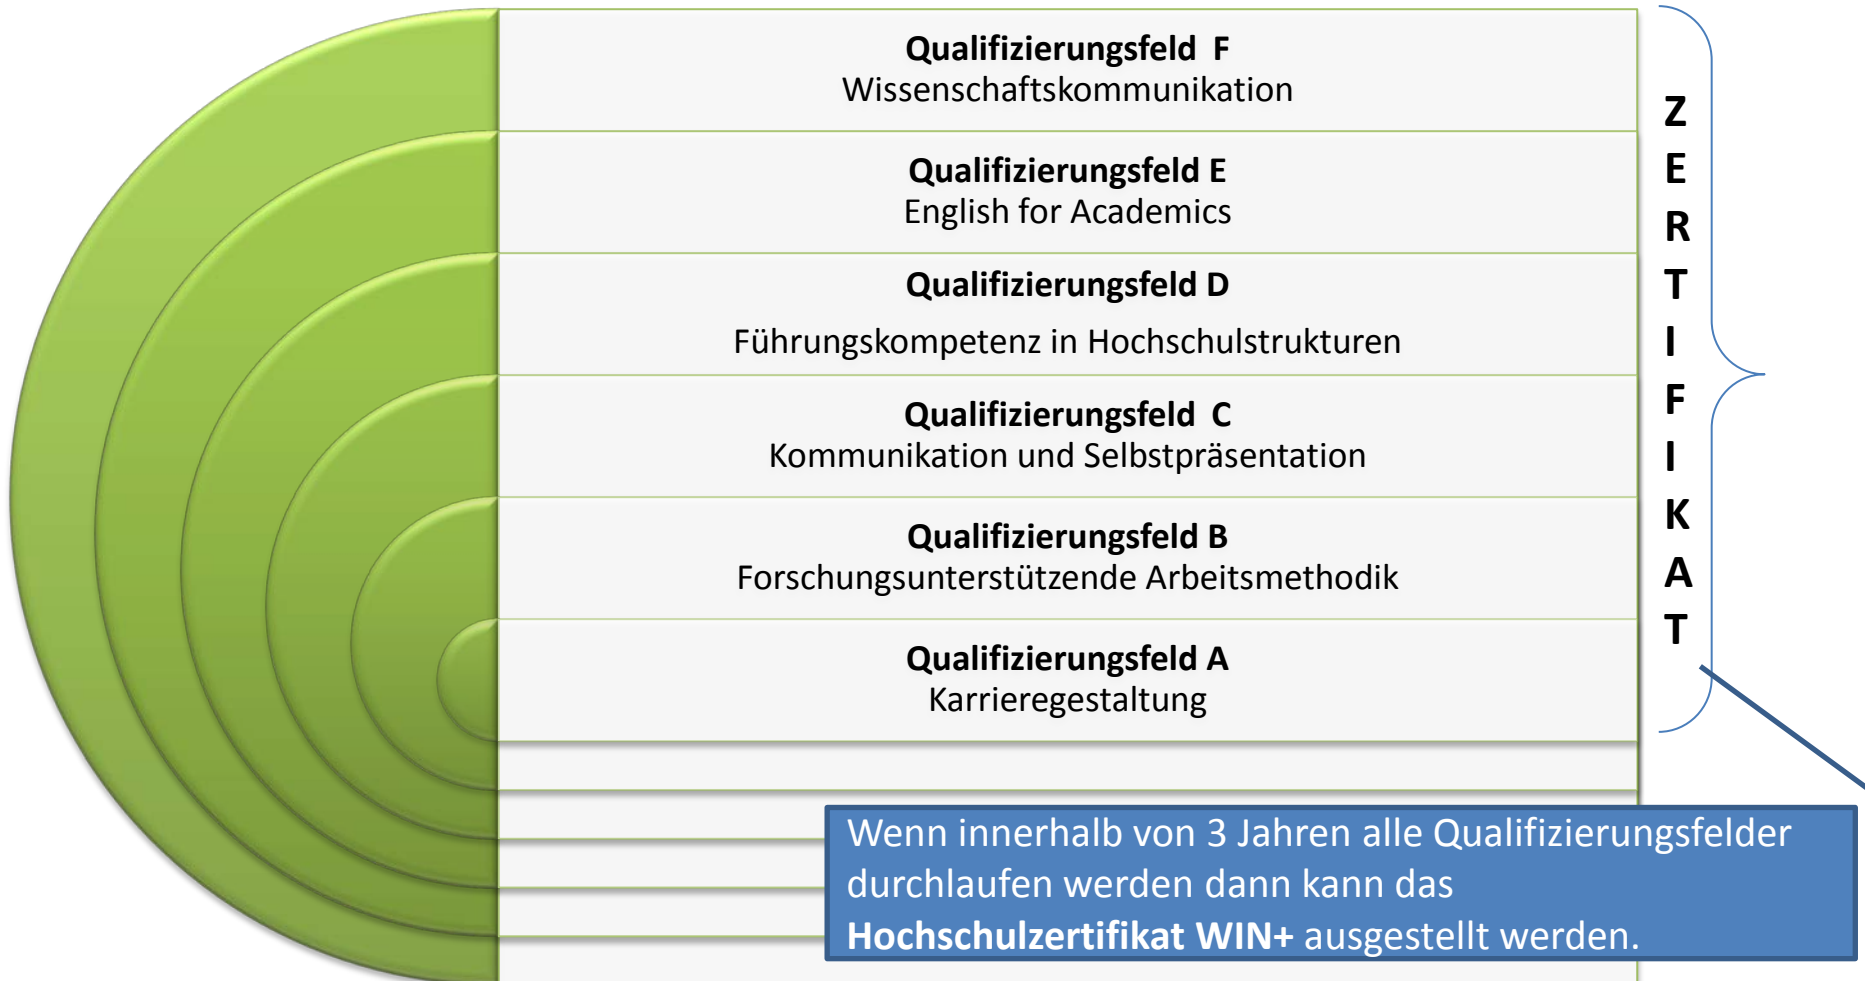 Qualifizierungsfeld F
Wissenschaftskommunikation
Qualifizierungsfeld E
English for Academics
Qualifizierungsfeld D
Führungskompetenz in Hochschulstrukturen
Qualifizierungsfeld C
Kommunikation und Selbstpräsentation
Qualifizierungsfeld B
Forschungsunterstützende Arbeitsmethodik
Qualifizierungsfeld A
Karrieregestaltung
ZERTIFIKAT
Wenn innerhalb von 3 Jahren alle Qualifizierungsfelder
durchlaufen werden dann kann das
Hochschulzertifikat WIN+ ausgestellt werden.